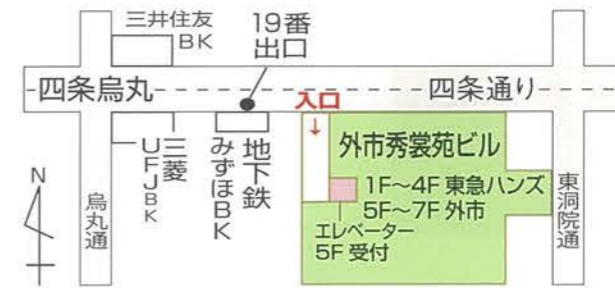 三井住友
BK
19番
出口
四条烏丸
四条通り
入口
↓
外市秀裳苑ビル
1F～4F 東急ハンズ
5F～7F 外市
エレベーター
5F 受付
三菱
UFJBK
地下鉄
みずほBK
N
烏丸通
東洞院通